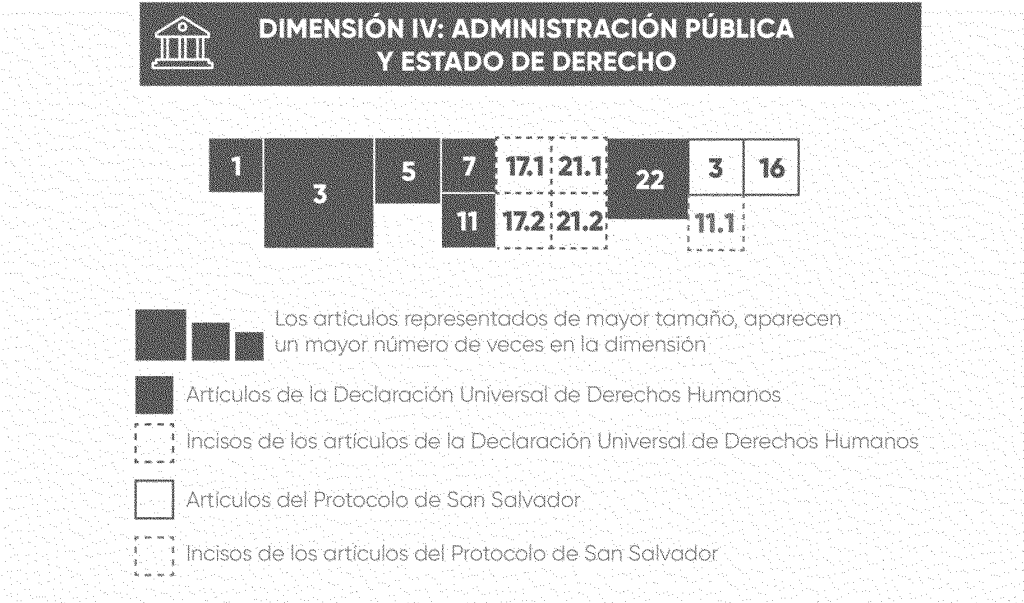 DIMENSIÓN IV: ADMINISTRACIÓN PÚBLICA
Y ESTADO DE DERECHO
1 3 5 7 17.1 21.1 22 3 16
11 17.2 21.2 11.1
Los artículos representados de mayor tamaño, aparecen
un mayor número de veces en la dimensión
Artículos de la Declaración Universal de Derechos Humanos
Incisos de los artículos de la Declaración Universal de Derechos Humanos
Artículos del Protocolo de San Salvador
Incisos de los artículos del Protocolo de San Salvador